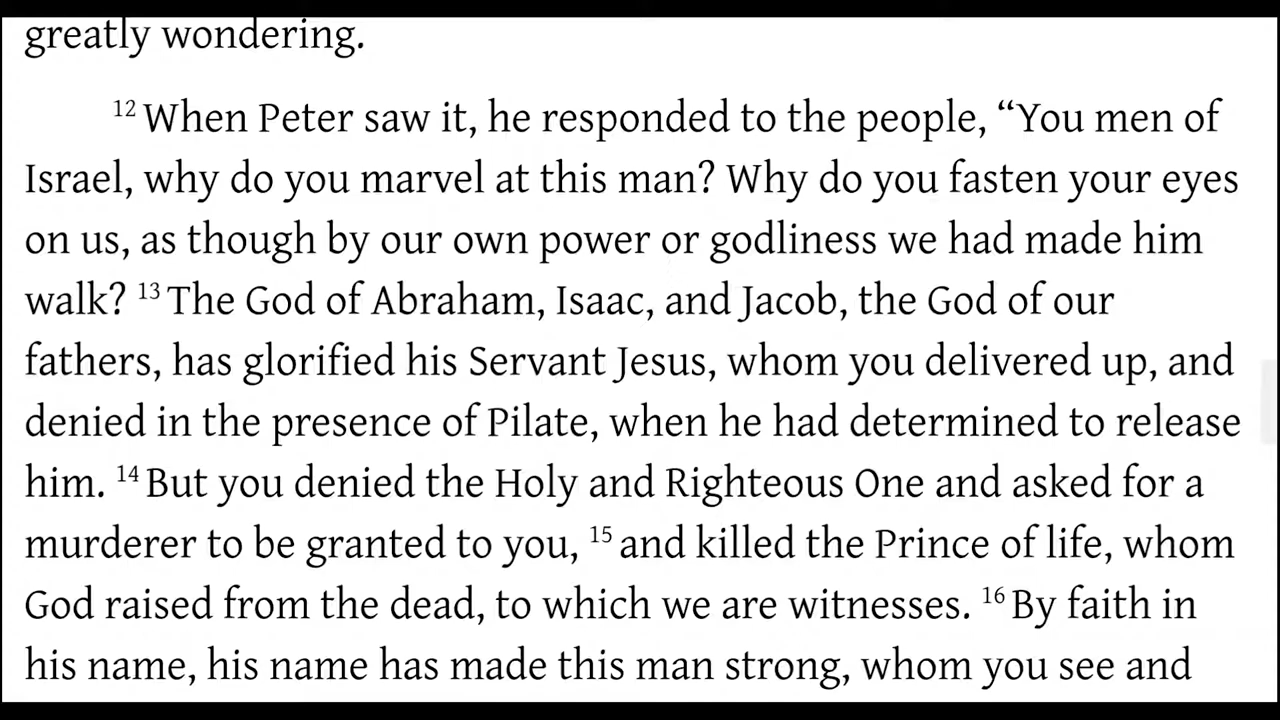 greatly wondering.
12 When Peter saw it, he responded to the people, “You men of
Israel, why do you marvel at this man? Why do you fasten your eyes
on us, as though by our own power or godliness we had made him
walk? 13 The God of Abraham, Isaac, and Jacob, the God of our
fathers, has glorified his Servant Jesus, whom you delivered up, and
denied in the presence of Pilate, when he had determined to release
him. 14 But you denied the Holy and Righteous One and asked for a
murderer to be granted to you, 15 and killed the Prince of life, whom
God raised from the dead, to which we are witnesses. 16 By faith in
his name, his name has made this man strong, whom you see and